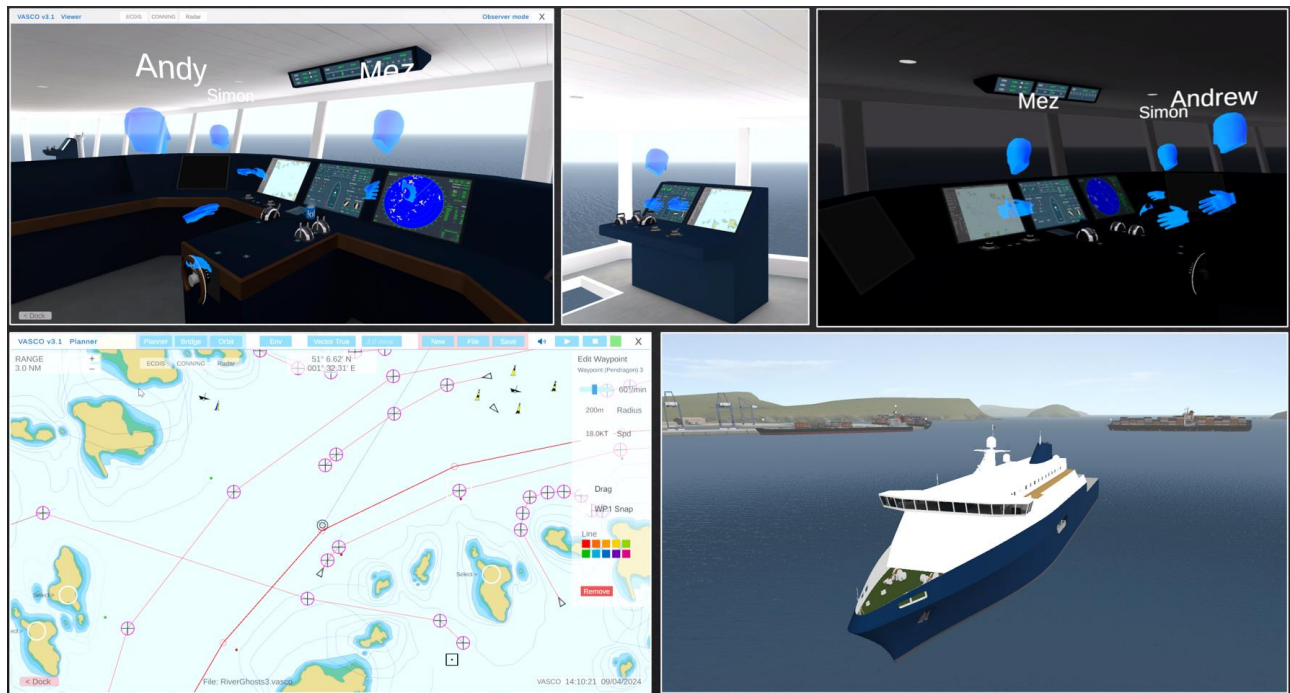 VASCO v3.1 Viewer
ECDIS CONNING Radar
Observer mode X
Andy
Simon
Mez
< Dock
Mez
Simon
Andrew
VASCO v3.1 Planner
Planner Bridge Orbit
Env
Vector True
New File Save
X
RANGE
3.0 NM
+
−
ECDIS CONNING Radar
51° 6.62' N
001° 32.31' E
Edit Waypoint
Waypoint (Pendragon) 3
200m Radius
18.0KT Spd
Drag
WP1 Snap
Line
Remove
Select >
Select >
< Dock
File: RiverGhosts3.vasco
VASCO 14:10:21 09/04/2024